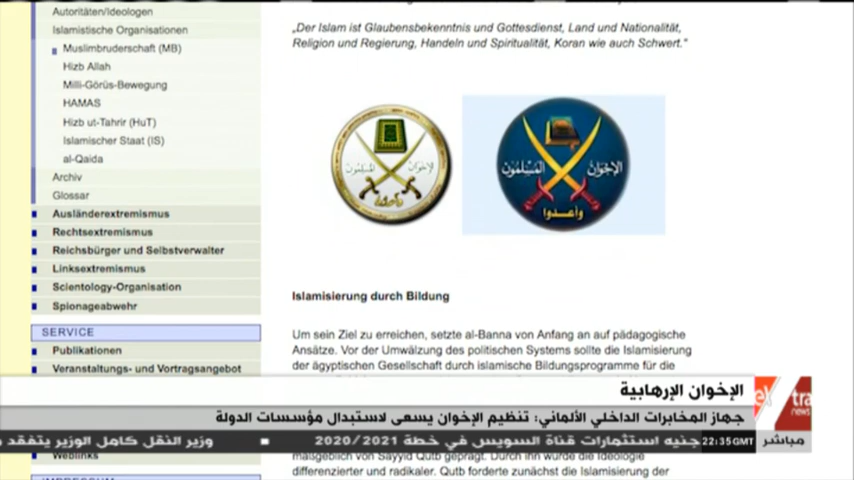 Autoritäten/Ideologen
Islamistische Organisationen
Muslimbruderschaft (MB)
Hizb Allah
Milli-Görüs-Bewegung
HAMAS
Hizb ut-Tahrir (HuT)
Islamischer Staat (IS)
al-Qaida
Archiv
Glossar
Ausländerextremismus
Rechtsextremismus
Reichsbürger und Selbstverwalter
Linksextremismus
Scientology-Organisation
Spionageabwehr
SERVICE
Publikationen
Veranstaltungs- und Vortragsangebot
Weblinks
„Der Islam ist Glaubensbekenntnis und Gottesdienst, Land und Nationalität,
Religion und Regierung, Handeln und Spiritualität, Koran wie auch Schwert."
الإخوان المسلمون
وأعدوا
الإخوان المسلمون
وأعدوا
Islamisierung durch Bildung
Um sein Ziel zu erreichen, setzte al-Banna von Anfang an auf pädagogische
Ansätze. Vor der Umwälzung des politischen Systems sollte die Islamisierung
der ägyptischen Gesellschaft durch islamische Bildungsprogramme für die
الإخوان الإرهابية
جهاز المخابرات الداخلي الألماني: تنظيم الإخوان يسعى لاستبدال مؤسسات الدولة
news
مباشر
22:35GMT
جنيه استثمارات قناة السويس في خطة 2020/2021 ■ وزير النقل كامل الوزير يتفقد
maßgeblich von Sayyid Qutb geprägt. Durch ihn wurde die Ideologie
differenzierter und radikaler. Qutb forderte zunächst die Islamisierung der